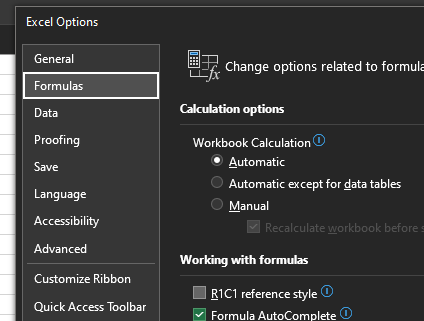 Excel Options
General
Formulas
Data
Proofing
Save
Language
Accessibility
Advanced
Customize Ribbon
Quick Access Toolbar
Change options related to formula
Calculation options
Workbook Calculation
Automatic
Automatic except for data tables
Manual
Recalculate workbook before
Working with formulas
R1C1 reference style
Formula AutoComplete